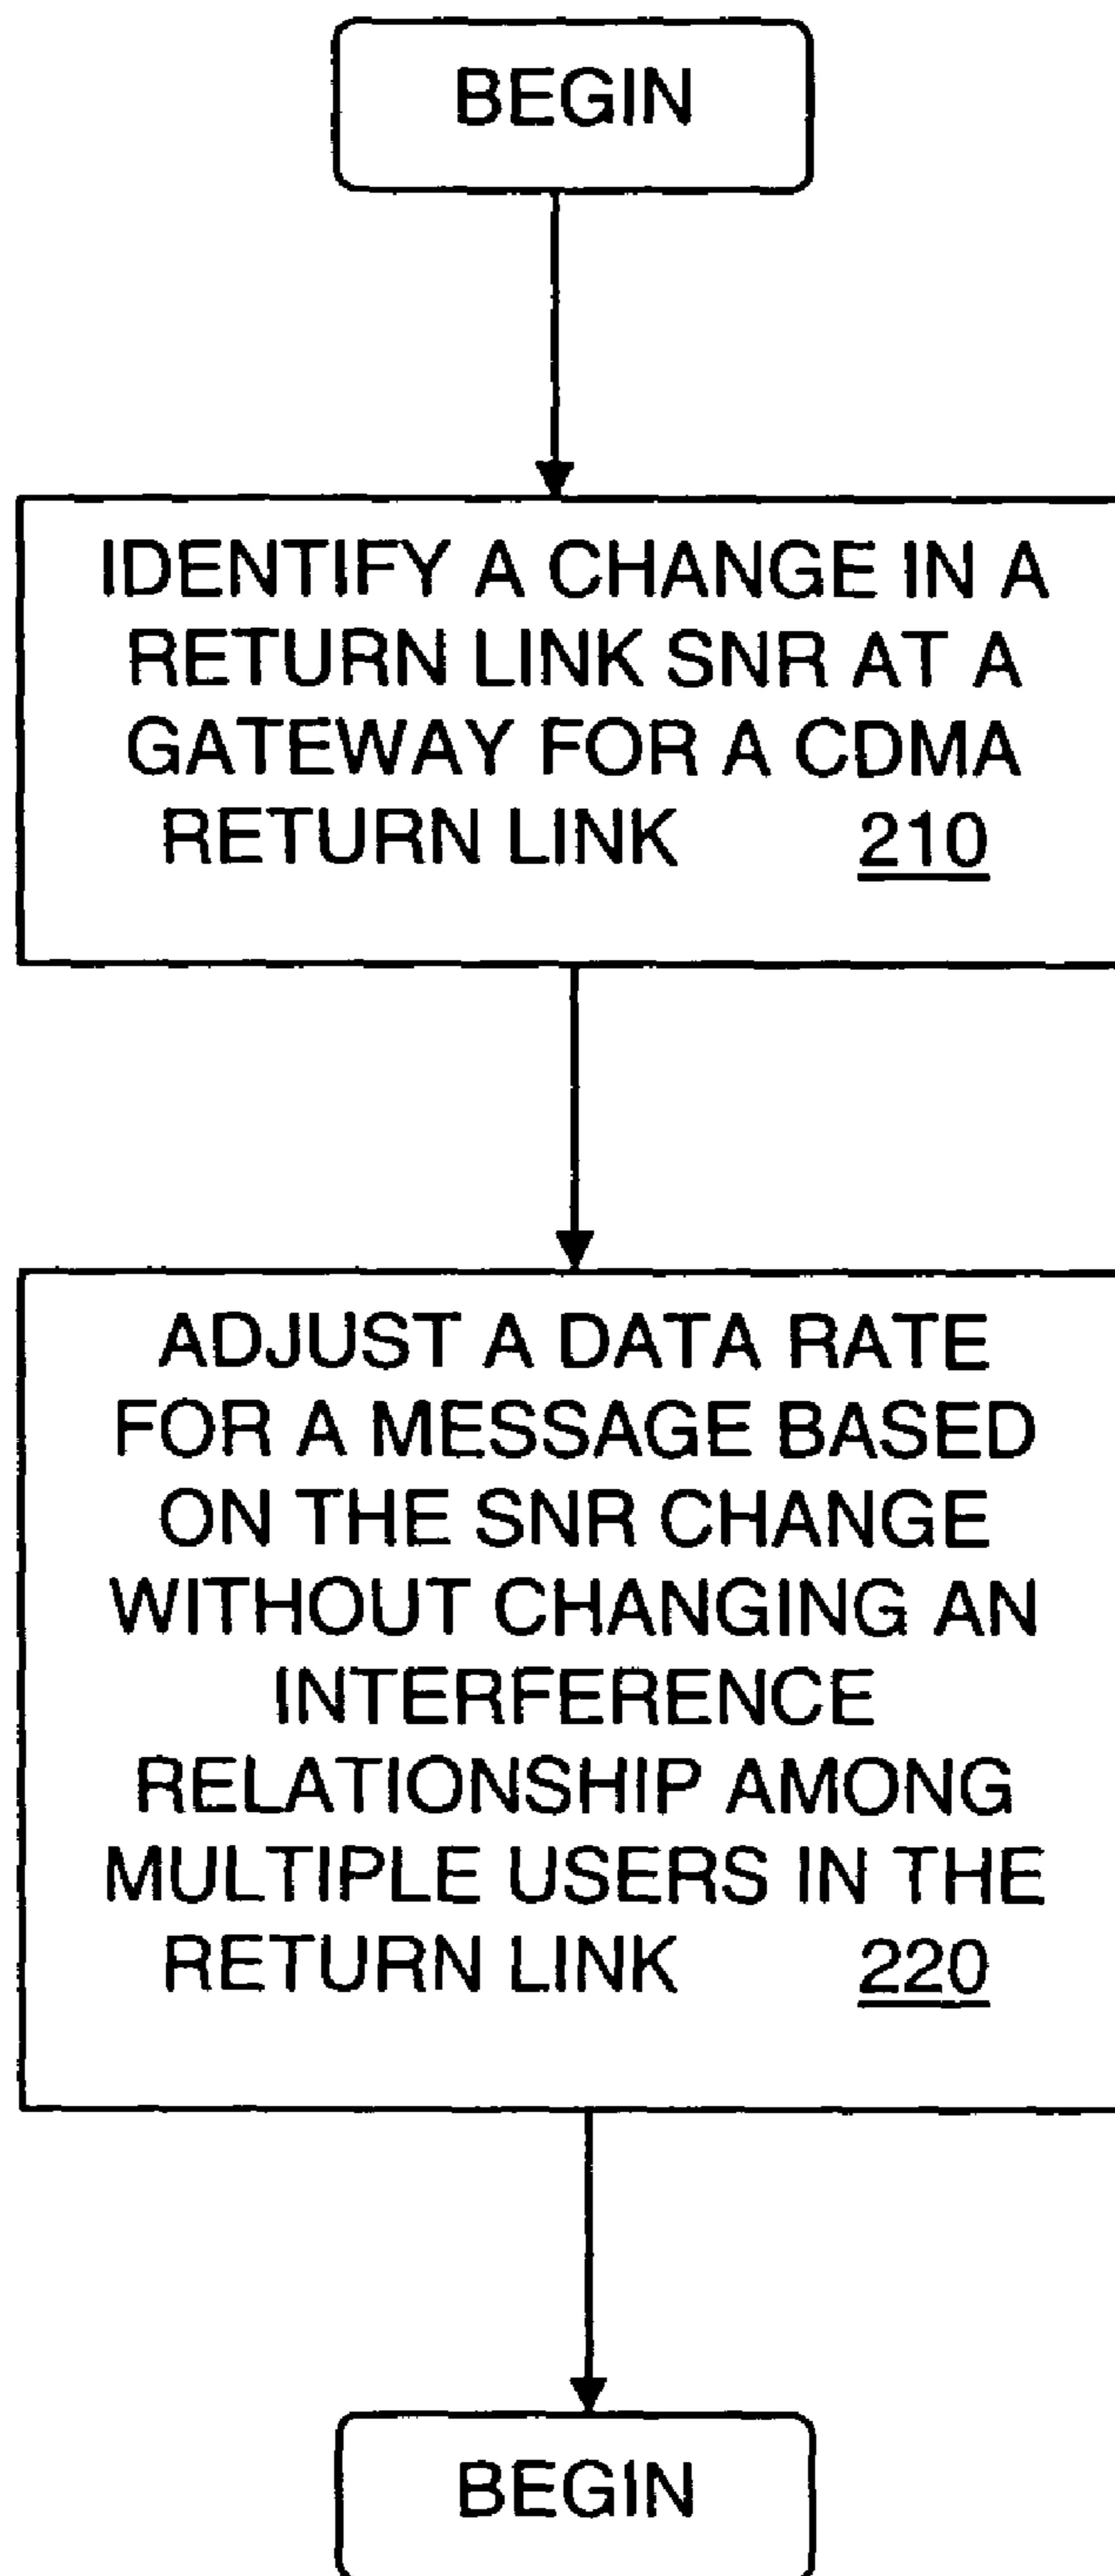 BEGIN
IDENTIFY A CHANGE IN A
RETURN LINK SNR AT A
GATEWAY FOR A CDMA
RETURN LINK 210
ADJUST A DATA RATE
FOR A MESSAGE BASED
ON THE SNR CHANGE
WITHOUT CHANGING AN
INTERFERENCE
RELATIONSHIP AMONG
MULTIPLE USERS IN THE
RETURN LINK 220
BEGIN